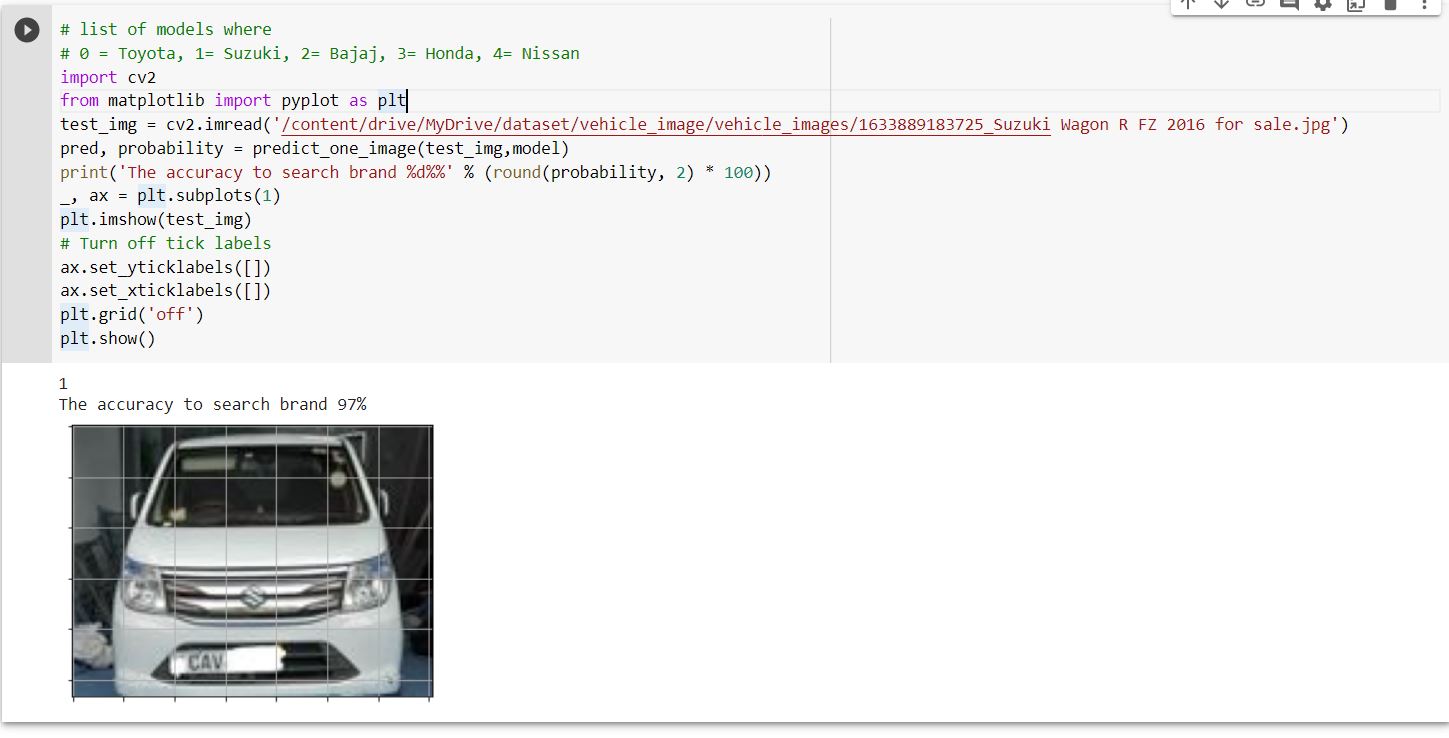 # list of models where
# 0 = Toyota, 1= Suzuki, 2= Bajaj, 3= Honda, 4= Nissan
import cv2
from matplotlib import pyplot as plt
test_img = cv2.imread('/content/drive/MyDrive/dataset/vehicle_image/vehicle_images/1633889183725_Suzuki Wagon R FZ 2016 for sale.jpg')
pred, probability = predict_one_image(test_img,model)
print('The accuracy to search brand %d%%' % (round(probability, 2) * 100))
_, ax = plt.subplots(1)
plt.imshow(test_img)
# Turn off tick labels
ax.set_yticklabels([])
ax.set_xticklabels([])
plt.grid('off')
plt.show()
1
The accuracy to search brand 97%
CAV